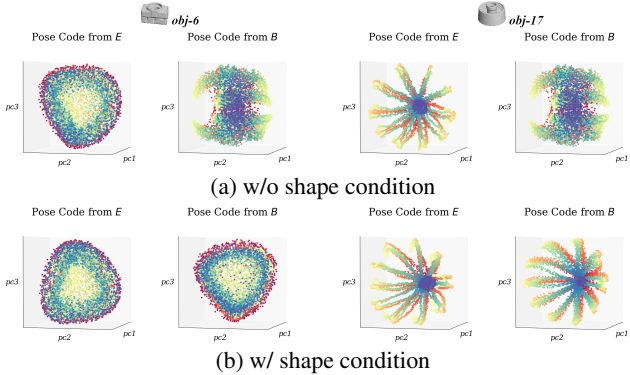 obj-6 obj-17
Pose Code from E Pose Code from B Pose Code from E Pose Code from B
pc3 pc3 pc3 pc3
pc2 pc1 pc2 pc1 pc2 pc1 pc2 pc1
(a) w/o shape condition
Pose Code from E Pose Code from B Pose Code from E Pose Code from B
pc3 pc3 pc3 pc3
pc2 pc1 pc2 pc1 pc2 pc1 pc2 pc1
(b) w/ shape condition